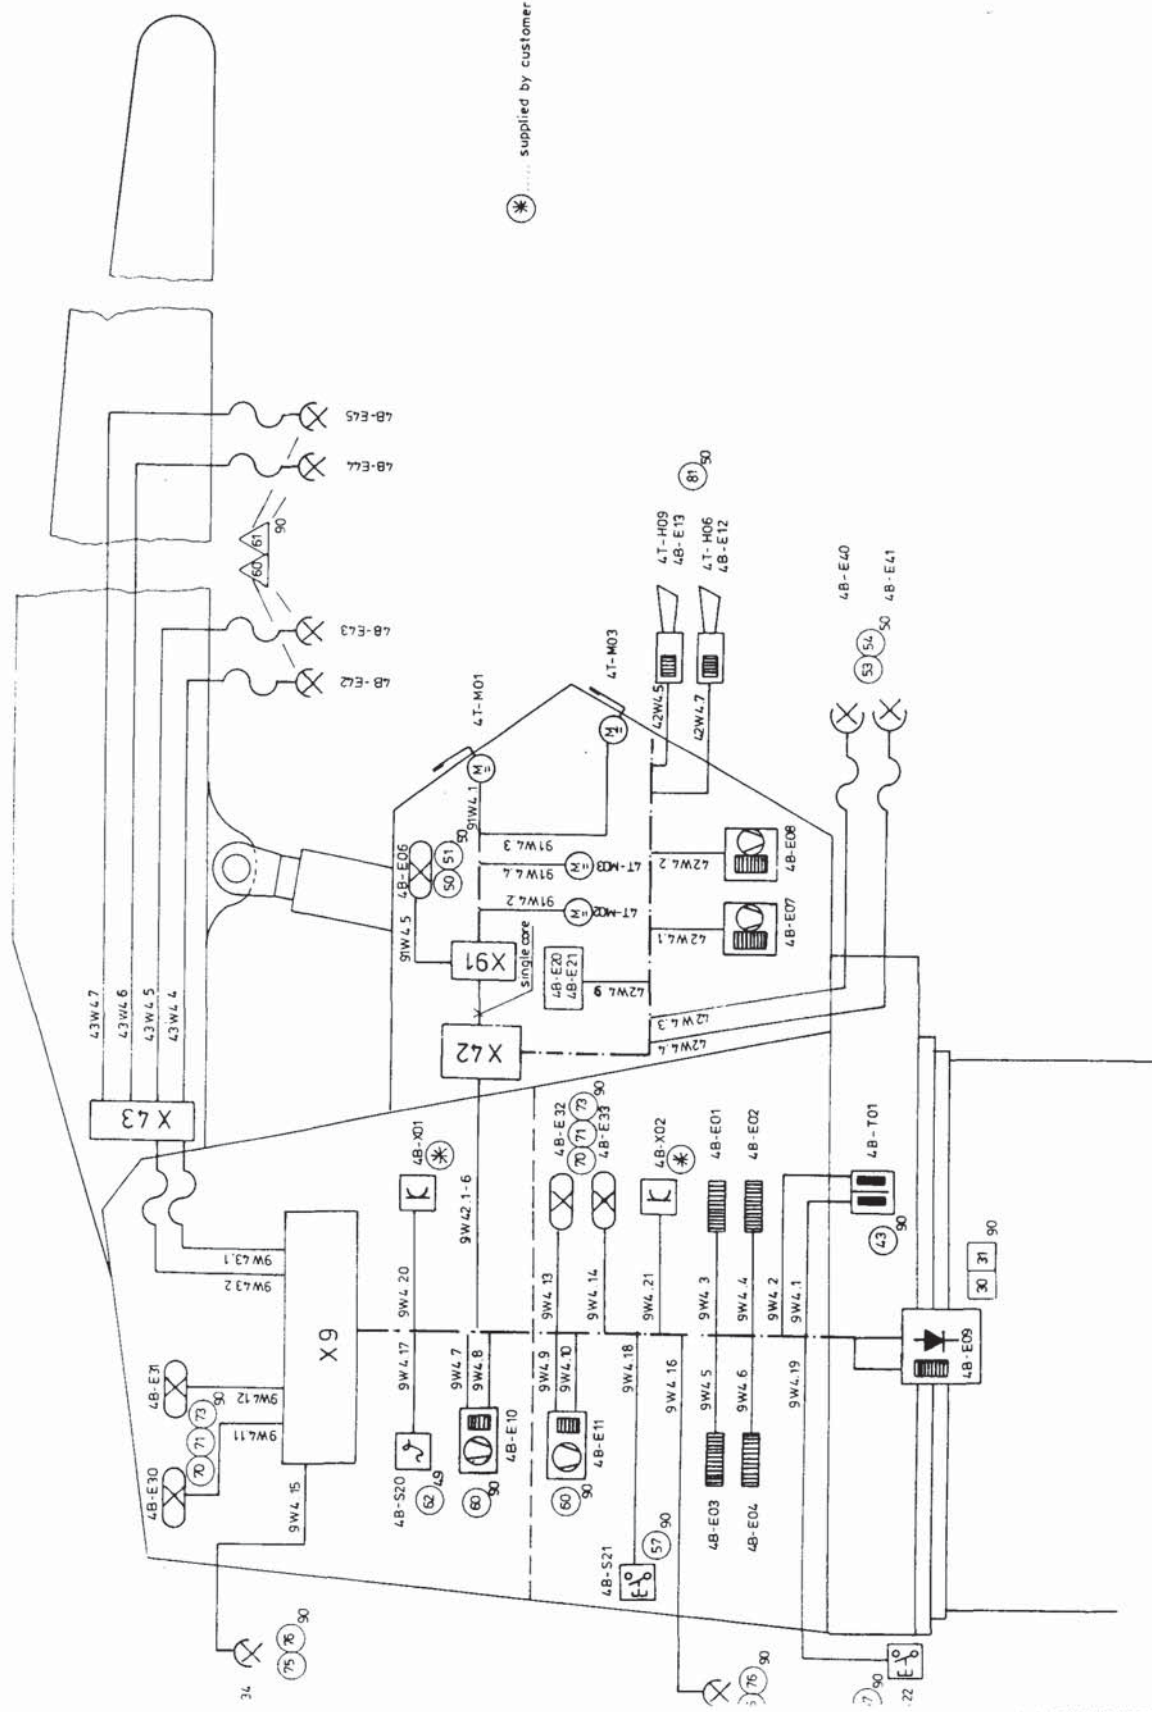 supplied by customer
4B-E45
4B-E44
60
61
90
4B-E43
4B-E42
43W4.7
43W4.6
43W4.5
43W4.4
X43
9W43.1
9W43.2
X9
4B-E31
9W4.12
4B-E30
70 71 73 90
9W4.11
9W4.15
34
75 76 90
4T-M01
4T-M03
M=
M=
91W4.1
91W4.3
4B-E06
50 51 50
91W4.5
91W4.4
M=
4T-M03
91W4.2
M=
4T-M02
X91
single core
X42
4B-E20
4B-E21
42W4.9
42W4.5
42W4.7
4T-H09
4B-E13
4T-H06
4B-E12
81 50
42W4.2
4B-E08
42W4.1
4B-E07
42W4.3
42W4.4
4B-E40
53 54 50
4B-E41
4B-X01
9W4.20
9W4.17
4B-S20
62 49
9W42.1-6
9W4.7
9W4.8
4B-E10
60 90
4B-E32
70 71 73 90
4B-E33
9W4.13
9W4.14
9W4.9
9W4.10
4B-E11
60 90
4B-X02
9W4.21
9W4.18
4B-S21
57 90
9W4.16
76 90
4B-E01
9W4.3
9W4.5
4B-E03
4B-E02
9W4.4
9W4.6
4B-E04
9W4.2
9W4.1
4B-T01
43 90
9W4.19
7 90
22
4B-E09
30 31 90